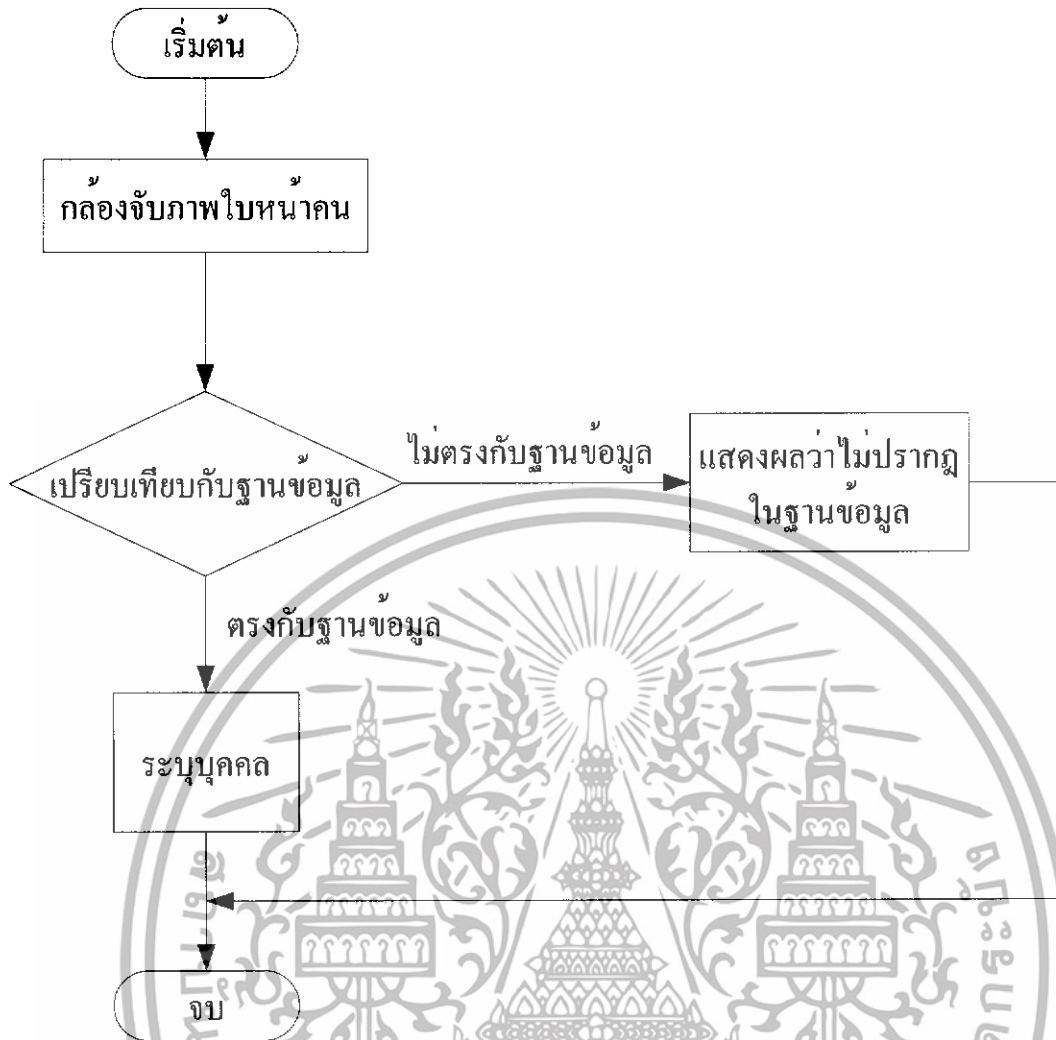 เริ่มต้น
กล้องจับภาพใบหน้าคน
เปรียบเทียบกับฐานข้อมูล
ไม่ตรงกับฐานข้อมูล
แสดงผลว่าไม่ปรากฏ
ในฐานข้อมูล
ตรงกับฐานข้อมูล
ระบุบุคคล
จบ